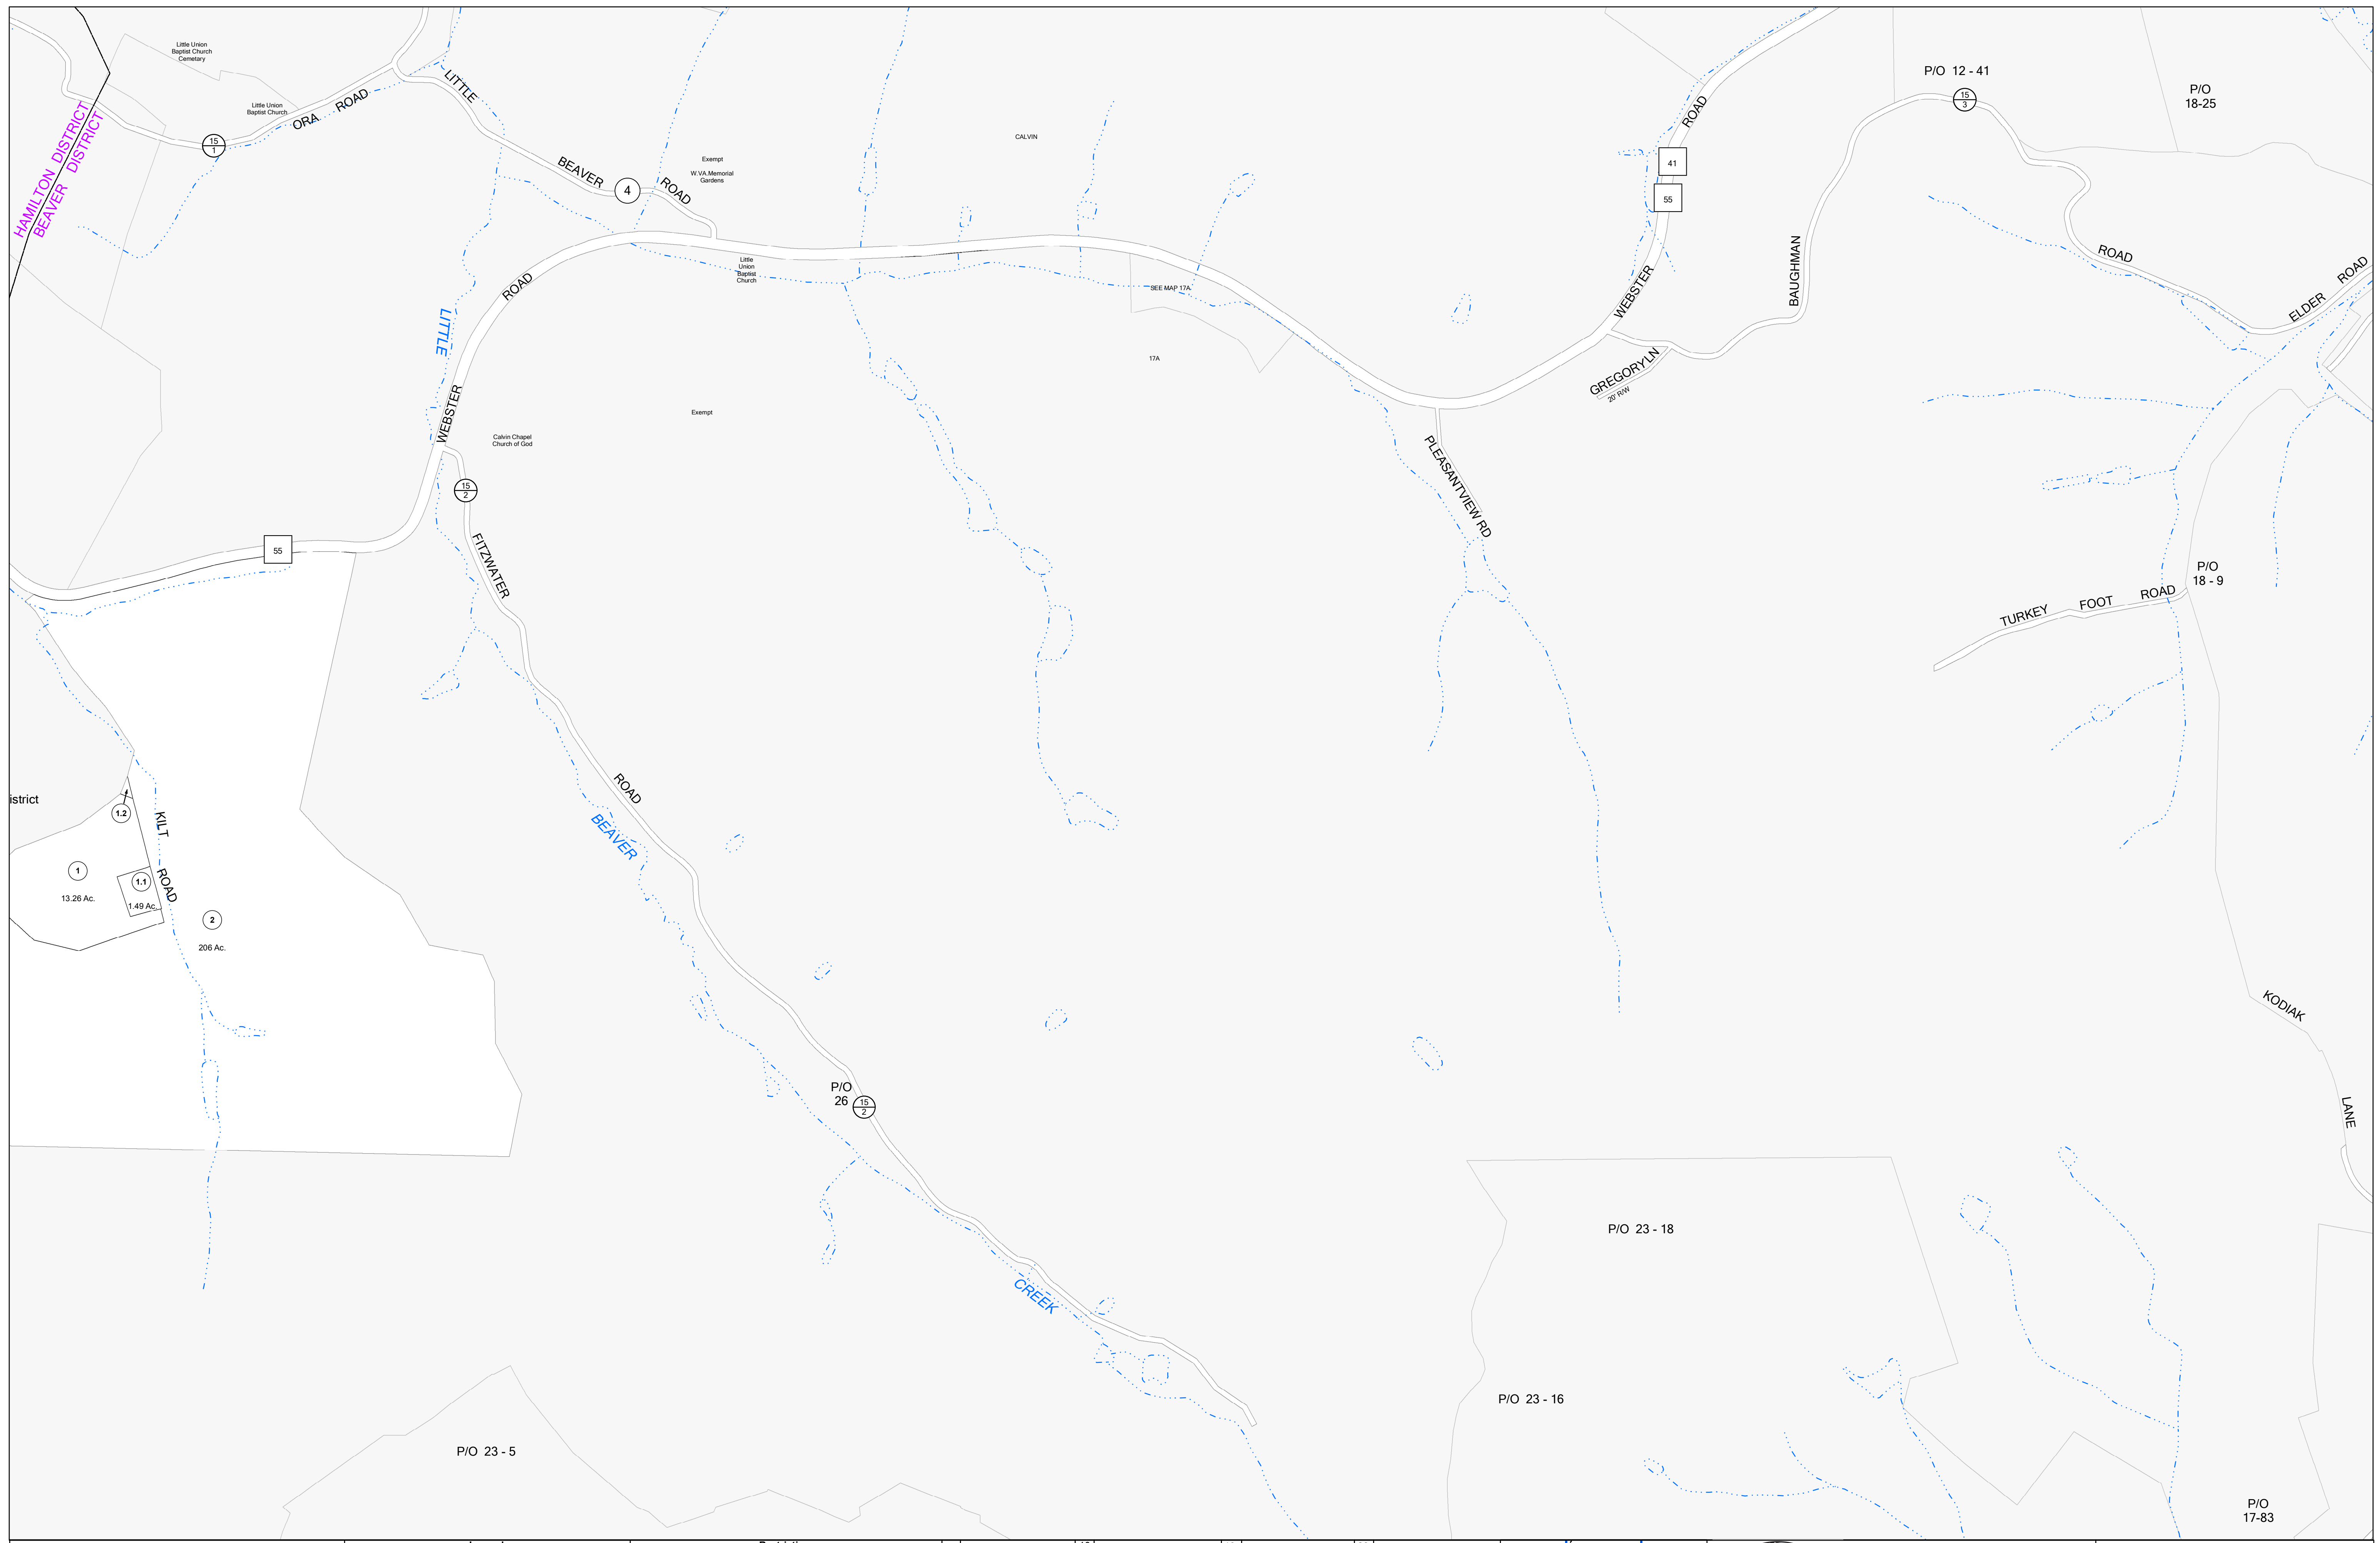 Little Union
Baptist Church
Cemetary
Little Union
Baptist Church
ORA ROAD
15
1
HAMILTON DISTRICT
BEAVER DISTRICT
LITTLE BEAVER ROAD
4
Exempt
W.VA.Memorial
Gardens
CALVIN
ROAD
41
55
P/O 12 - 41
15
3
P/O
18-25
BAUGHMAN
ROAD
ELDER ROAD
WEBSTER
GREGORY LN
20' R/W
Little
Union
Baptist
Church
SEE MAP 17A
17A
WEBSTER ROAD
LITTLE
Exempt
Calvin Chapel
Church of God
15
2
FITZWATER
PLEASANTVIEW RD
55
P/O
18 - 9
TURKEY FOOT ROAD
istrict
1.2
KILT ROAD
1
13.26 Ac.
1.1
1.49 Ac.
2
206 Ac.
ROAD
BEAVER
KODIAK
LANE
P/O
26
15
2
CREEK
P/O 23 - 18
P/O 23 - 16
P/O 23 - 5
P/O
17-83